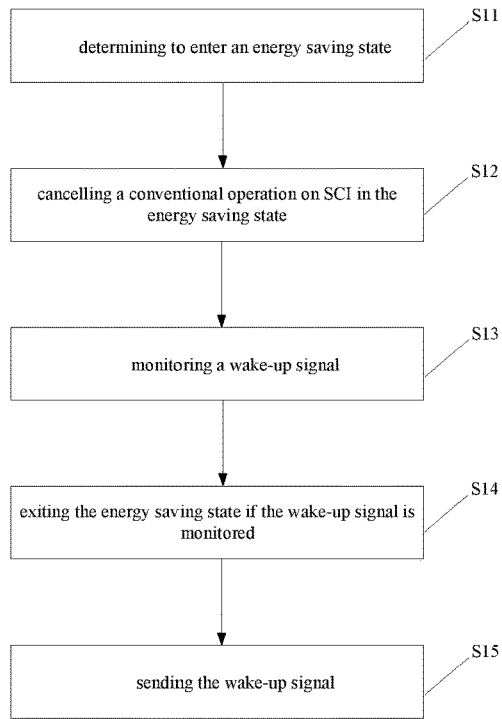 S11
determining to enter an energy saving state
S12
cancelling a conventional operation on SCI in the
energy saving state
S13
monitoring a wake-up signal
S14
exiting the energy saving state if the wake-up signal is
monitored
S15
sending the wake-up signal